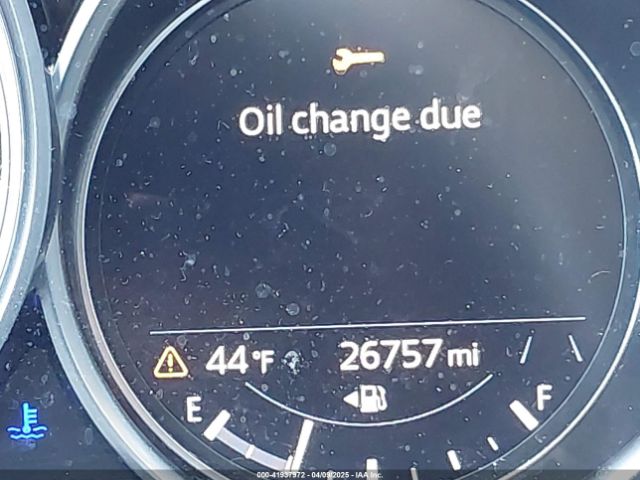 Oil change due
44°F 26757 mi
E F
000-41937972 - 04/09/2025 - IAA Inc.